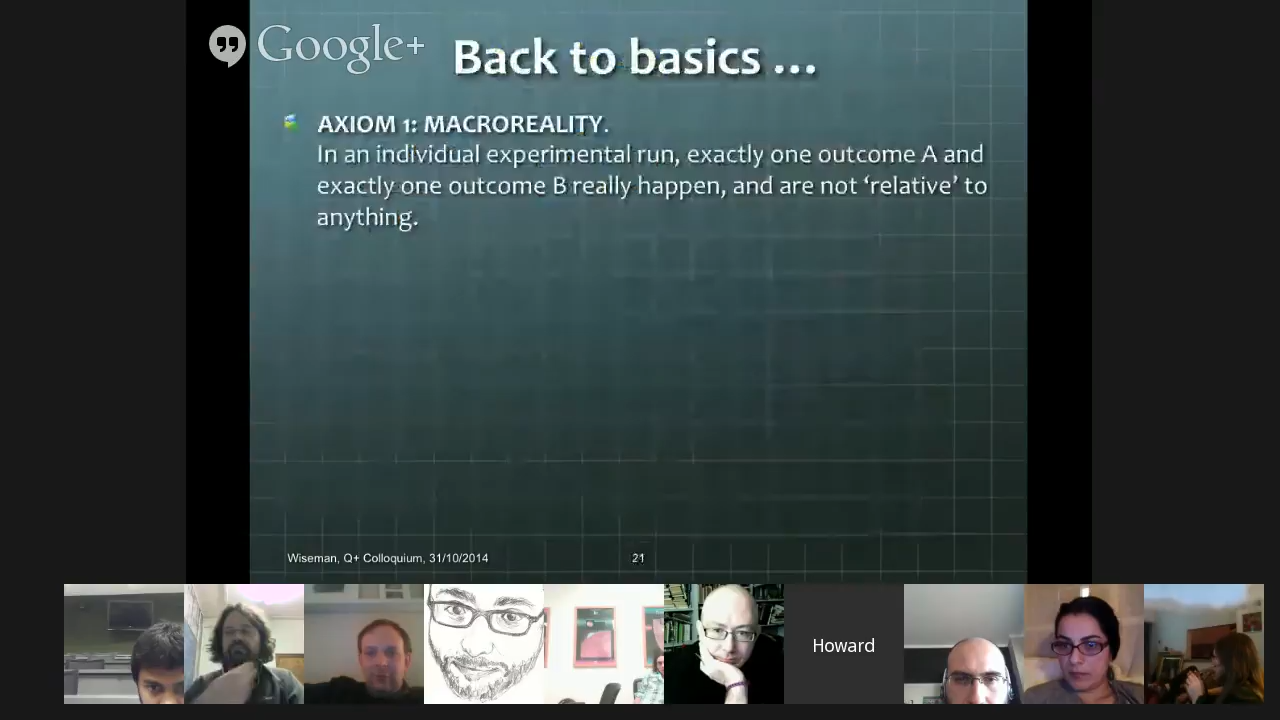 Google+
Back to basics ...
AXIOM 1: MACROREALITY.
In an individual experimental run, exactly one outcome A and
exactly one outcome B really happen, and are not ‘relative’ to
anything.
Wiseman, Q+ Colloquium, 31/10/2014
21
Howard